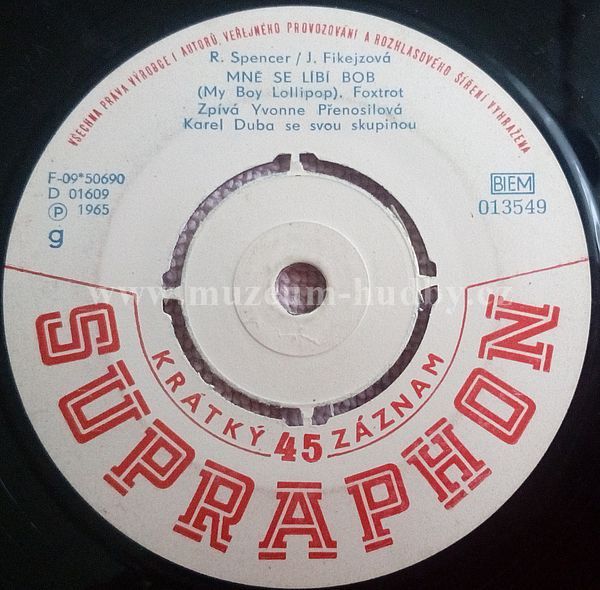 VŠECHNA PRÁVA VÝROBCE I AUTORŮ, VEŘEJNÉHO PROVOZOVÁNÍ A ROZHLASOVÉHO ŠÍŘENÍ VYHRAŽENA
R. Spencer / J. Fikejzová
MNĚ SE LÍBÍ BOB
(My Boy Lollipop), Foxtrot
Zpívá Yvonne Přenosilová
Karel Duba se svou skupinou
F-09*50690
D 01609
Ⓟ 1965
g
BIEM
013549
www.muzeum-hudby.cz
KRÁTKÝ 45 ZÁZNAM
SUPRAPHON